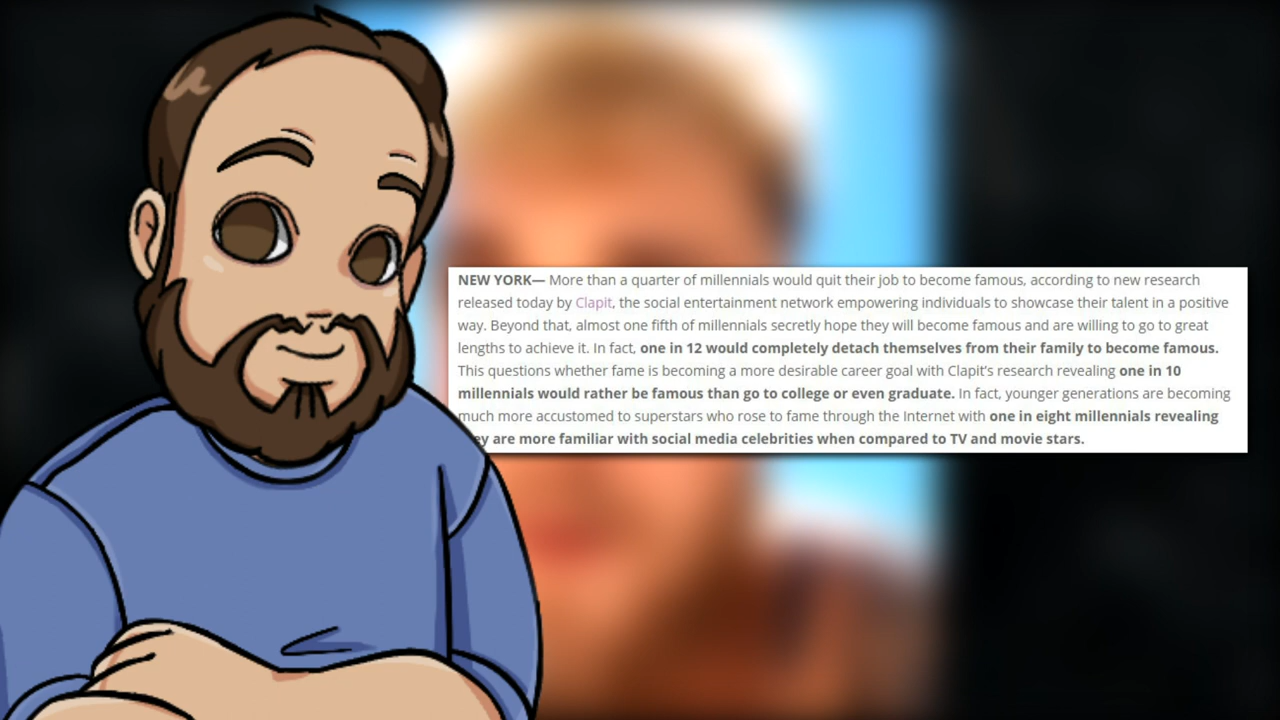 NEW YORK— More than a quarter of millennials would quit their job to become famous, according to new research
released today by Clapit, the social entertainment network empowering individuals to showcase their talent in a positive
way. Beyond that, almost one fifth of millennials secretly hope they will become famous and are willing to go to great
lengths to achieve it. In fact, one in 12 would completely detach themselves from their family to become famous.
This questions whether fame is becoming a more desirable career goal with Clapit's research revealing one in 10
millennials would rather be famous than go to college or even graduate. In fact, younger generations are becoming
much more accustomed to superstars who rose to fame through the Internet with one in eight millennials revealing
ey are more familiar with social media celebrities when compared to TV and movie stars.